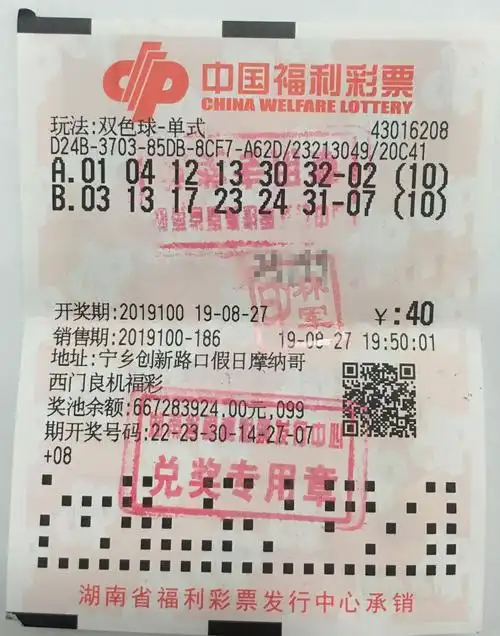 中国福利彩票
CHINA WELFARE LOTTERY
玩法:双色球-单式 43016208
D24B-3703-85DB-8CF7-A62D/23213049/20C41
A.01 04 12 13 30 32-02 (10)
B.03 13 17 23 24 31-07 (10)
开奖期:2019100 19-08-27 ¥:40
销售期:2019100-186 19-08-27 19:50:01
地址:宁乡创新路口假日摩纳哥
西门良机福彩
奖池余额:667283924.00元,099
期开奖号码:22-23-30-14-27-07
+08
兑奖专用章
湖南省福利彩票发行中心承销